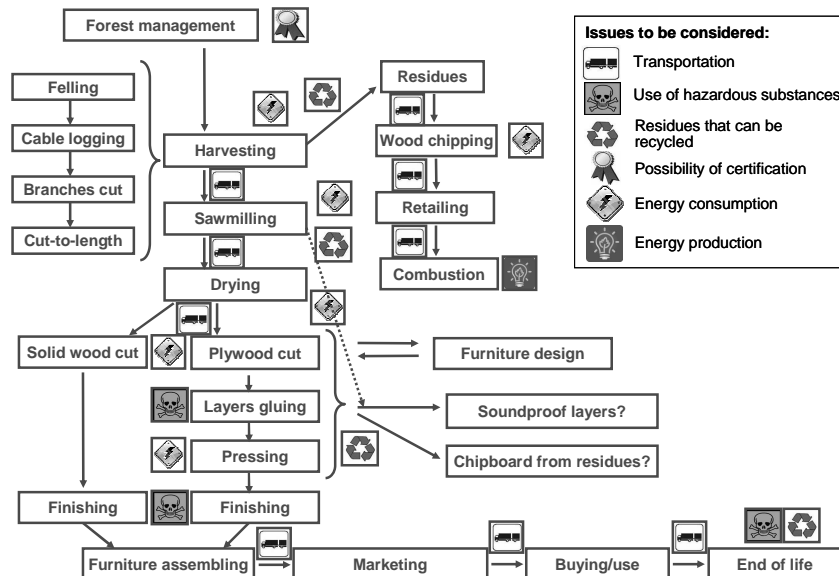 Forest management
Issues to be considered:
Transportation
Use of hazardous substances
Residues that can be
recycled
Possibility of certification
Energy consumption
Energy production
Felling
Cable logging
Branches cut
Cut-to-length
Harvesting
Sawmilling
Drying
Residues
Wood chipping
Retailing
Combustion
Solid wood cut
Plywood cut
Furniture design
Layers gluing
Soundproof layers?
Pressing
Chipboard from residues?
Finishing
Finishing
Furniture assembling
Marketing
Buying/use
End of life